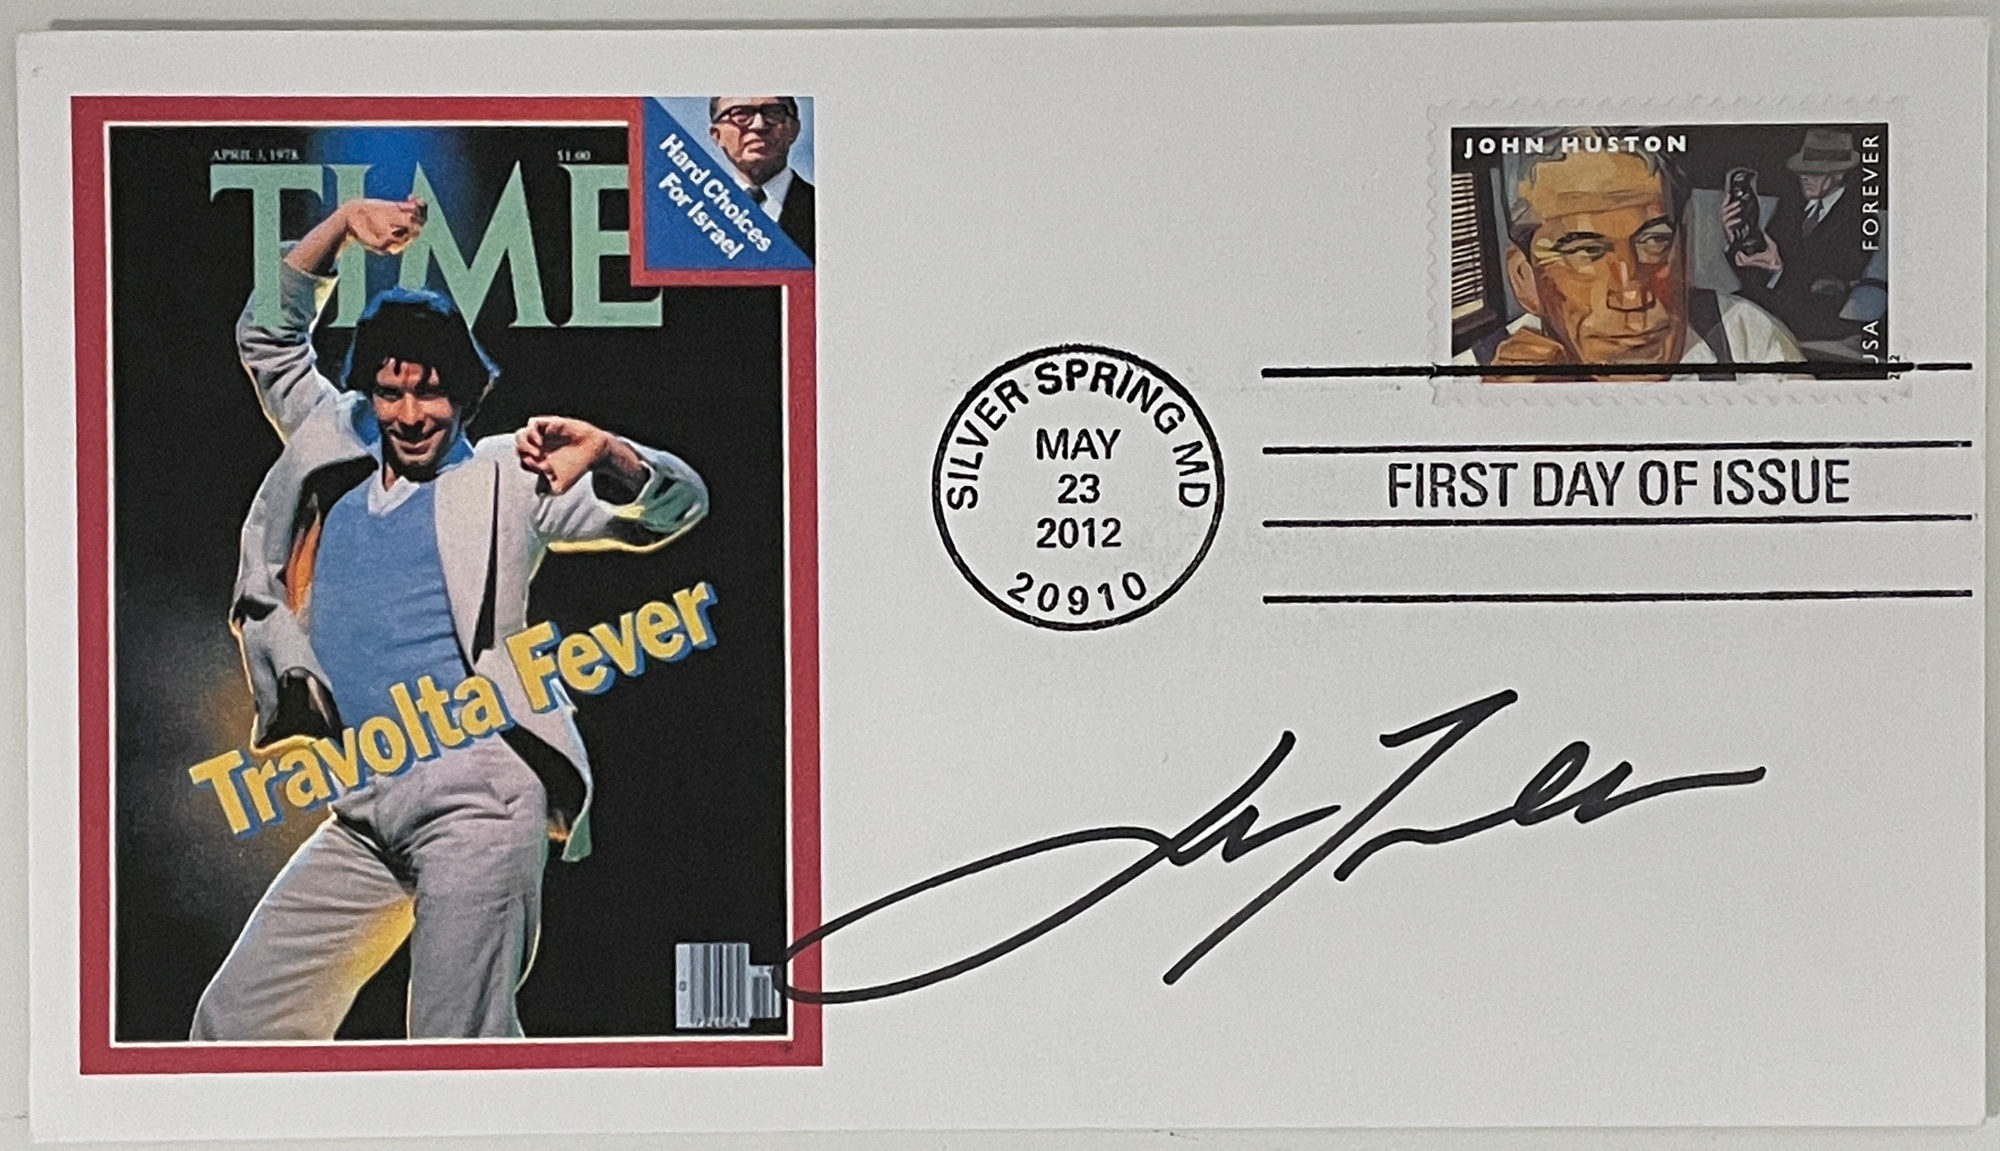 APRIL 3, 1978
$1.00
TIME
Hard Choices
For Israel
Travolta Fever
JOHN HUSTON
USA FOREVER
SILVER SPRING MD
MAY
23
2012
20910
FIRST DAY OF ISSUE